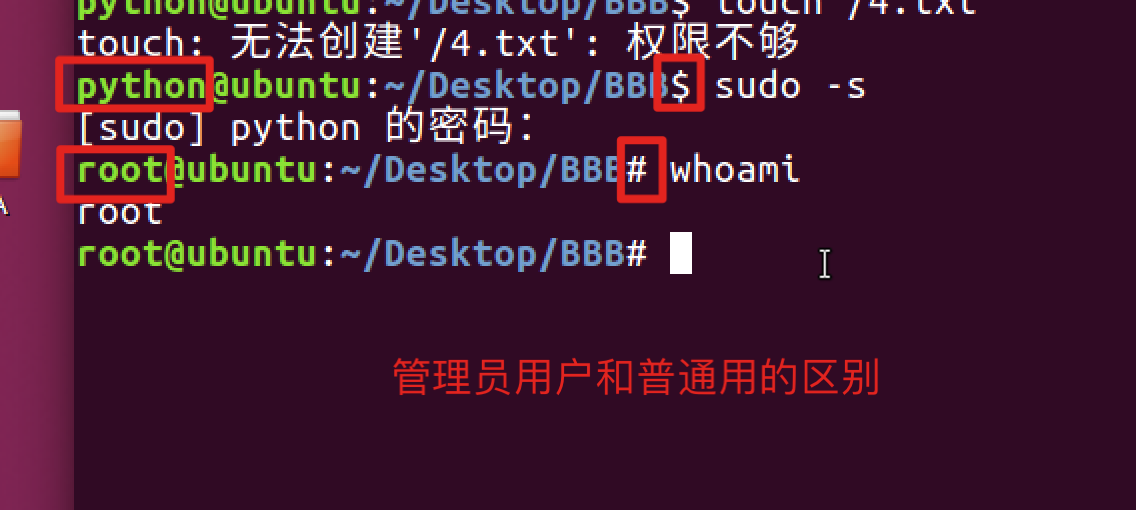 python@ubuntu:~/Desktop/BBB$ touch /4.txt
touch: 无法创建'/4.txt': 权限不够
python@ubuntu:~/Desktop/BBB$ sudo -s
[sudo] python 的密码：
root@ubuntu:~/Desktop/BBB# whoami
root
root@ubuntu:~/Desktop/BBB#
A
管理员用户和普通用的区别